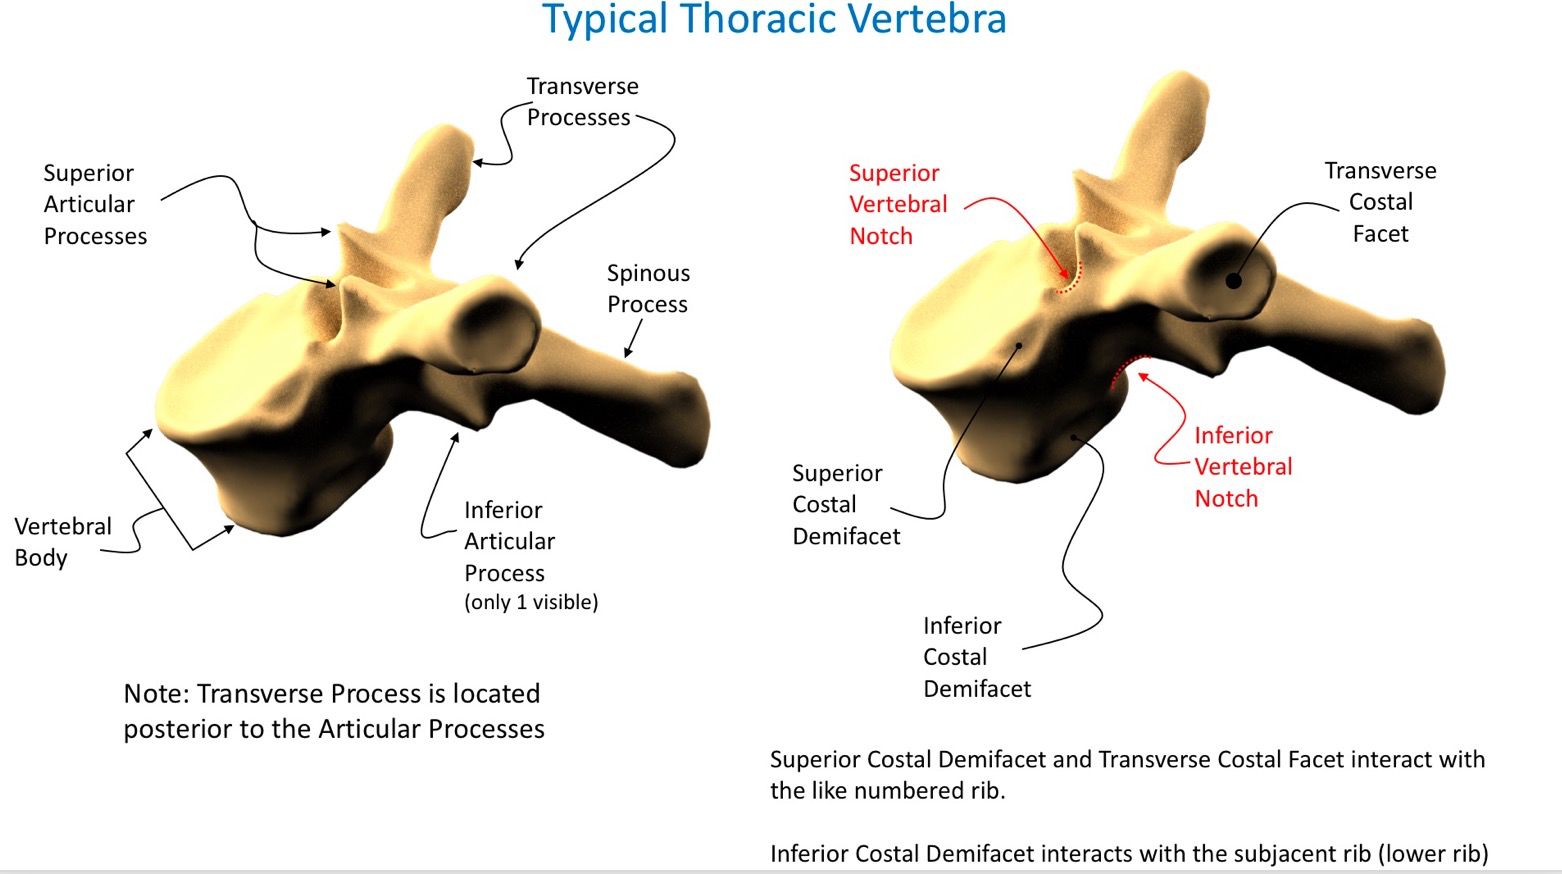 Typical Thoracic Vertebra
Transverse
Processes
Superior
Articular
Processes
Spinous
Process
Vertebral
Body
Inferior
Articular
Process
(only 1 visible)
Note: Transverse Process is located
posterior to the Articular Processes
Superior
Vertebral
Notch
Transverse
Costal
Facet
Superior
Costal
Demifacet
Inferior
Vertebral
Notch
Inferior
Costal
Demifacet
Superior Costal Demifacet and Transverse Costal Facet interact with
the like numbered rib.
Inferior Costal Demifacet interacts with the subjacent rib (lower rib)